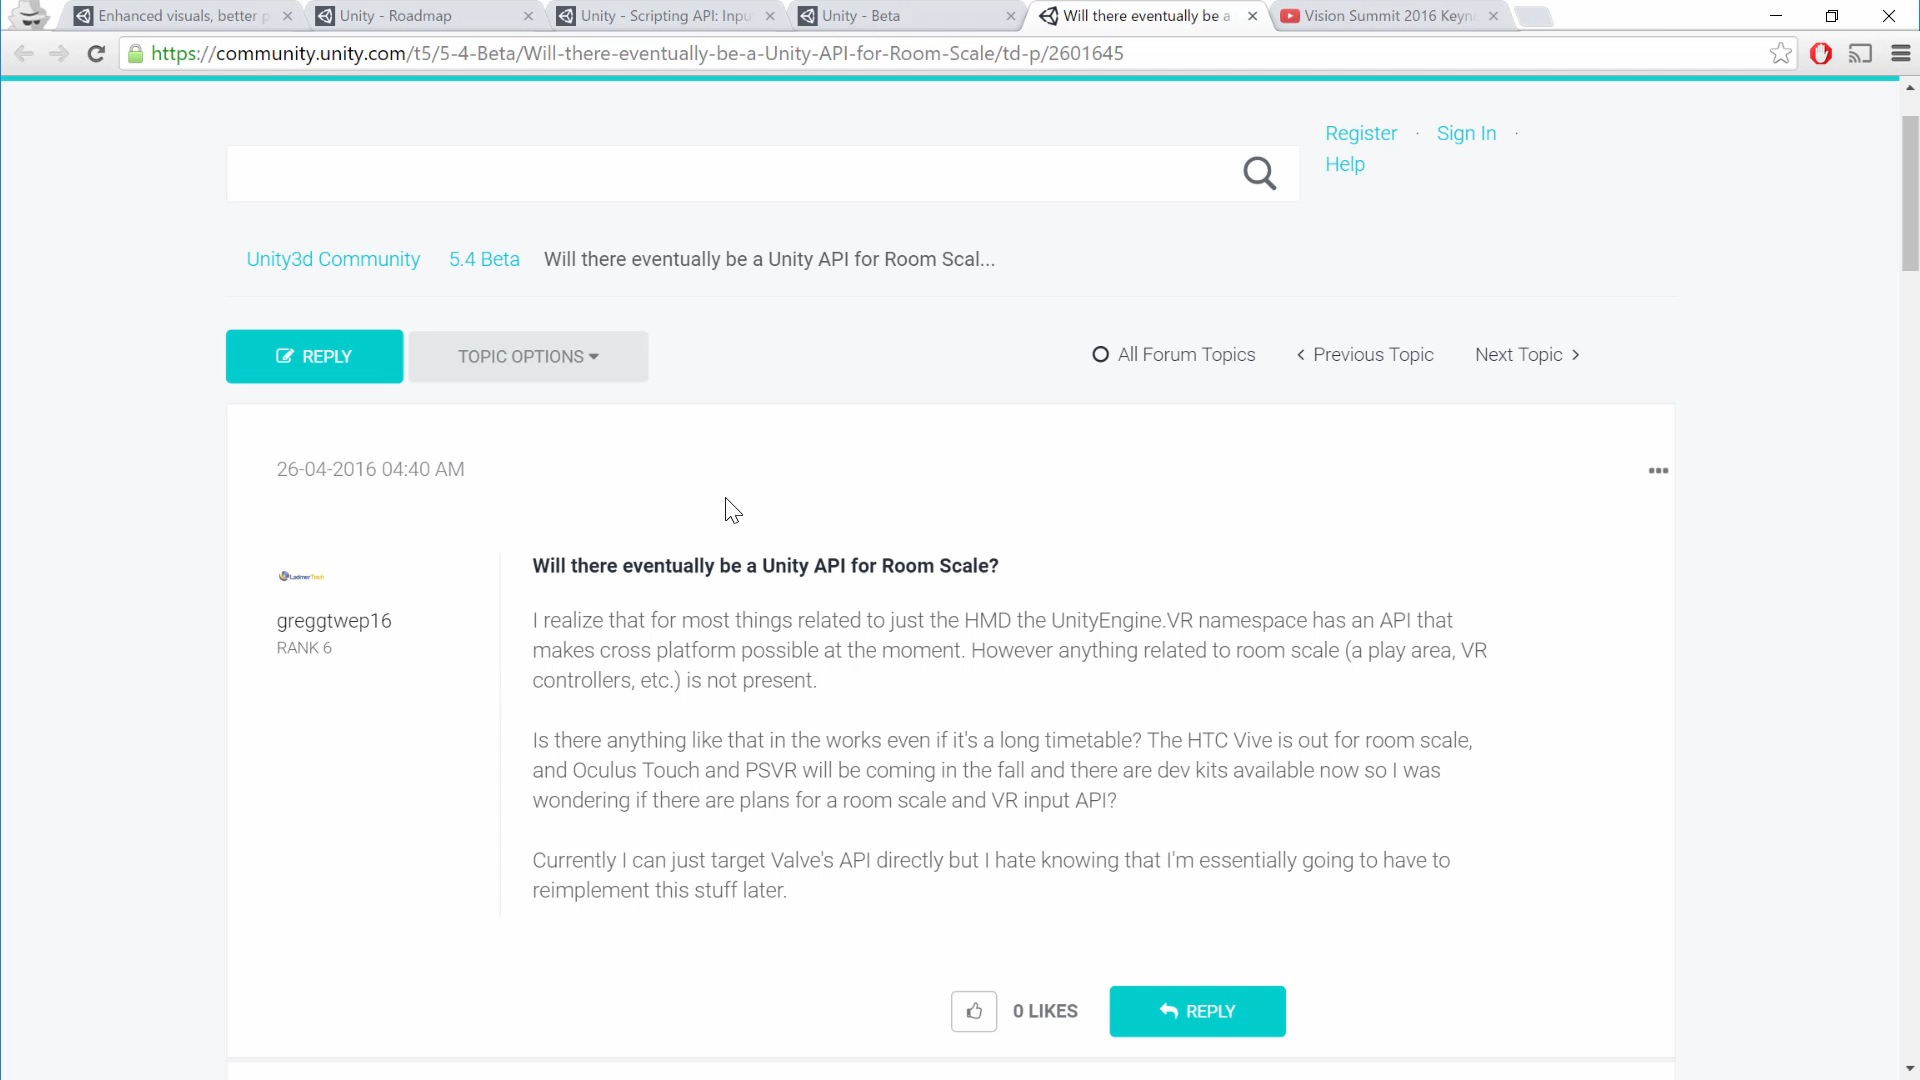 Enhanced visuals, better p
Unity - Roadmap
Unity - Scripting API: Inpu
Unity - Beta
Will there eventually be a
Vision Summit 2016 Keyn
https://community.unity.com/t5/5-4-Beta/Will-there-eventually-be-a-Unity-API-for-Room-Scale/td-p/2601645
Register · Sign In ·
Help
Unity3d Community 5.4 Beta Will there eventually be a Unity API for Room Scal...
REPLY TOPIC OPTIONS All Forum Topics Previous Topic Next Topic
26-04-2016 04:40 AM
LadmerTech
greggtwep16
RANK 6
Will there eventually be a Unity API for Room Scale?
I realize that for most things related to just the HMD the UnityEngine.VR namespace has an API that
makes cross platform possible at the moment. However anything related to room scale (a play area, VR
controllers, etc.) is not present.
Is there anything like that in the works even if it's a long timetable? The HTC Vive is out for room scale,
and Oculus Touch and PSVR will be coming in the fall and there are dev kits available now so I was
wondering if there are plans for a room scale and VR input API?
Currently I can just target Valve's API directly but I hate knowing that I'm essentially going to have to
reimplement this stuff later.
0 LIKES REPLY